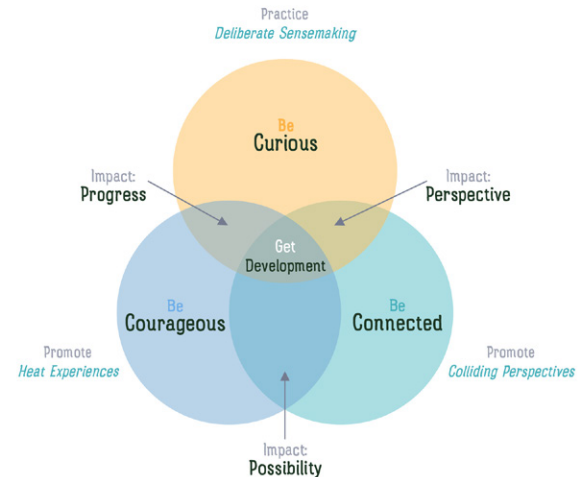 Practice
Deliberate Sensemaking
Be
Curious
Impact:
Progress
Impact:
Perspective
Get
Development
Be
Courageous
Be
Connected
Promote
Heat Experiences
Promote
Colliding Perspectives
Impact:
Possibility